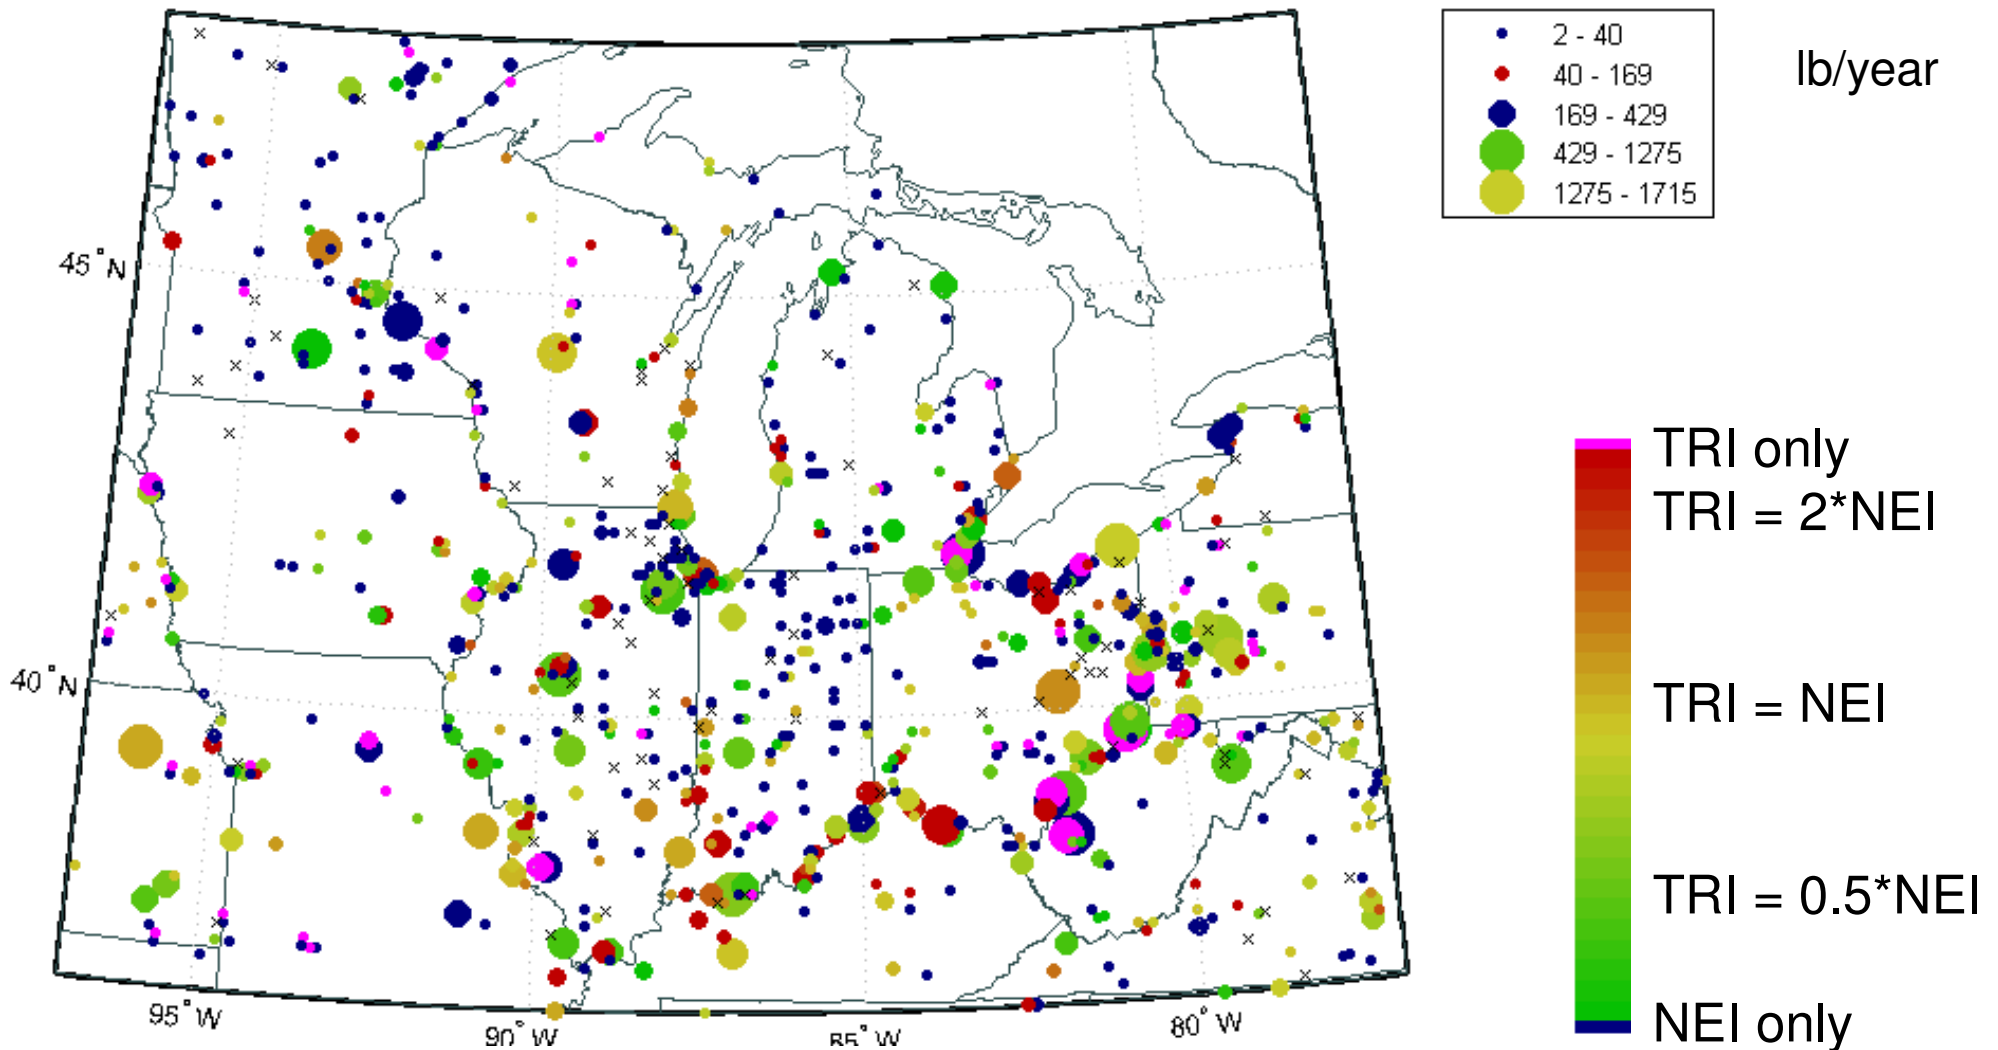 2 - 40
40 - 169
169 - 429
429 - 1275
1275 - 1715
lb/year
45°N
40°N
95°W
90°W
85°W
80°W
TRI only
TRI = 2*NEI
TRI = NEI
TRI = 0.5*NEI
NEI only